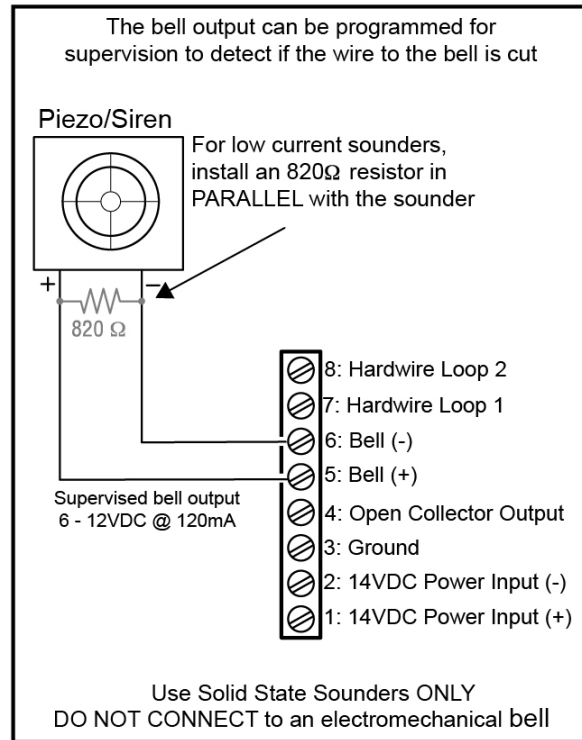 The bell output can be programmed for
supervision to detect if the wire to the bell is cut
Piezo/Siren
For low current sounders,
install an 820Ω resistor in
PARALLEL with the sounder
+
−
820 Ω
8: Hardwire Loop 2
7: Hardwire Loop 1
6: Bell (-)
5: Bell (+)
Supervised bell output
6 - 12VDC @ 120mA
4: Open Collector Output
3: Ground
2: 14VDC Power Input (-)
1: 14VDC Power Input (+)
Use Solid State Sounders ONLY
DO NOT CONNECT to an electromechanical bell